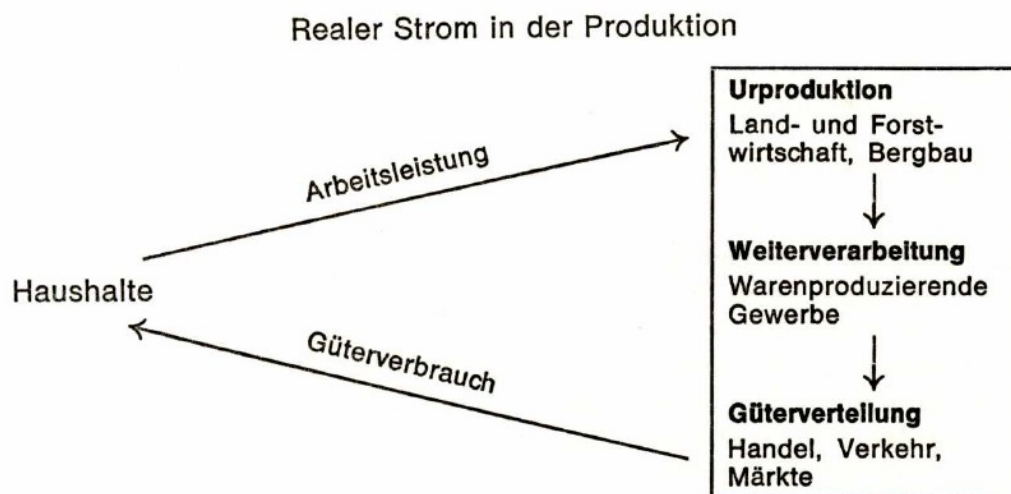 Realer Strom in der Produktion
Arbeitsleistung
Haushalte
Güterverbrauch
Urproduktion
Land- und Forst-
wirtschaft, Bergbau
Weiterverarbeitung
Warenproduzierende
Gewerbe
Güterverteilung
Handel, Verkehr,
Märkte